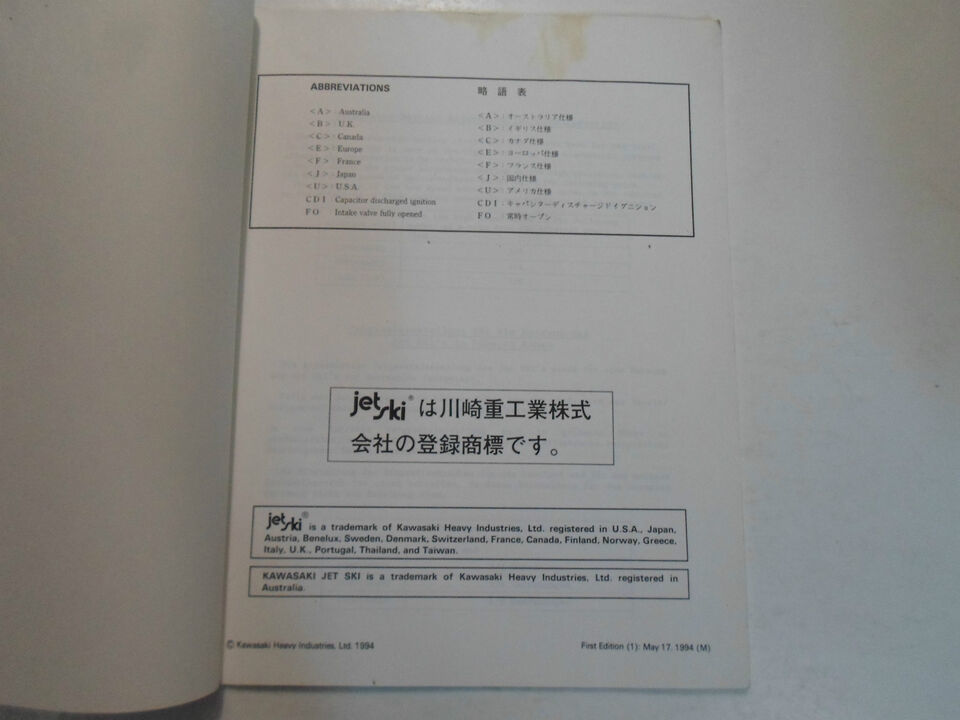 ABBREVIATIONS
<A> : Australia
<B> : U.K.
<C> : Canada
<E> : Europe
<F> : France
<J> : Japan
<U> : U.S.A.
CDI : Capacitor discharged ignition
FO Intake valve fully opened
略語表
<A> : オーストラリア仕様
<B> : イギリス仕様
<C> : カナダ仕様
<E> : ヨーロッパ仕様
<F> : フランス仕様
<J> : 国内仕様
<U> : アメリカ仕様
CDI : キャパシターディスチャージドイグニション
FO : 常時オープン
jet ski® は川崎重工業株式
会社の登録商標です。
jet ski® is a trademark of Kawasaki Heavy Industries, Ltd. registered in U.S.A., Japan,
Austria, Benelux, Sweden, Denmark, Switzerland, France, Canada, Finland, Norway, Greece,
Italy, U.K., Portugal, Thailand, and Taiwan.
KAWASAKI JET SKI is a trademark of Kawasaki Heavy Industries, Ltd. registered in
Australia.
© Kawasaki Heavy Industries, Ltd. 1994
First Edition (1): May 17, 1994 (M)